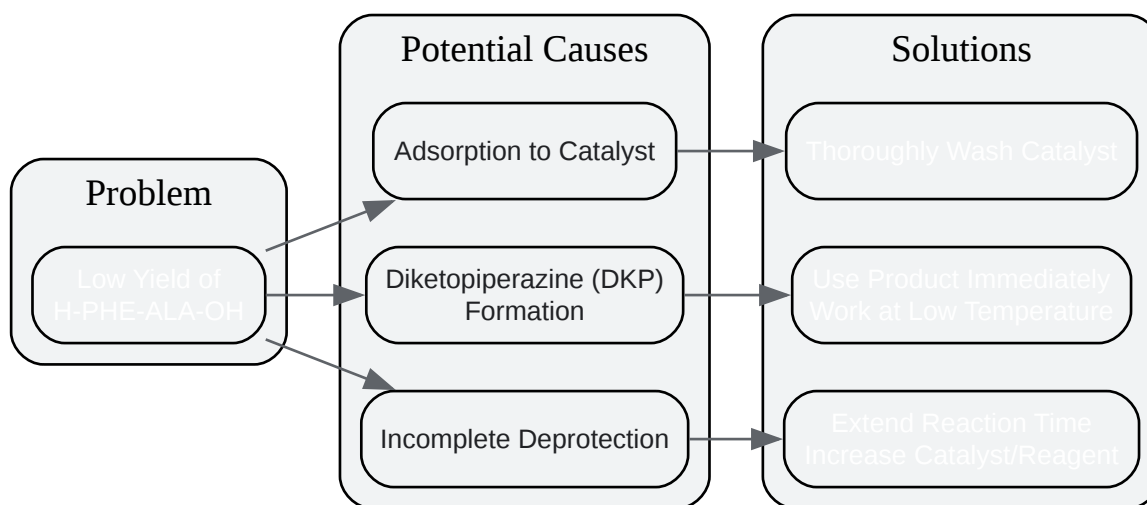 Problem
Low Yield of
H-PHE-ALA-OH
Potential Causes
Adsorption to Catalyst
Diketopiperazine (DKP)
Formation
Incomplete Deprotection
Solutions
Thoroughly Wash Catalyst
Use Product Immediately
Work at Low Temperature
Extend Reaction Time
Increase Catalyst/Reagent